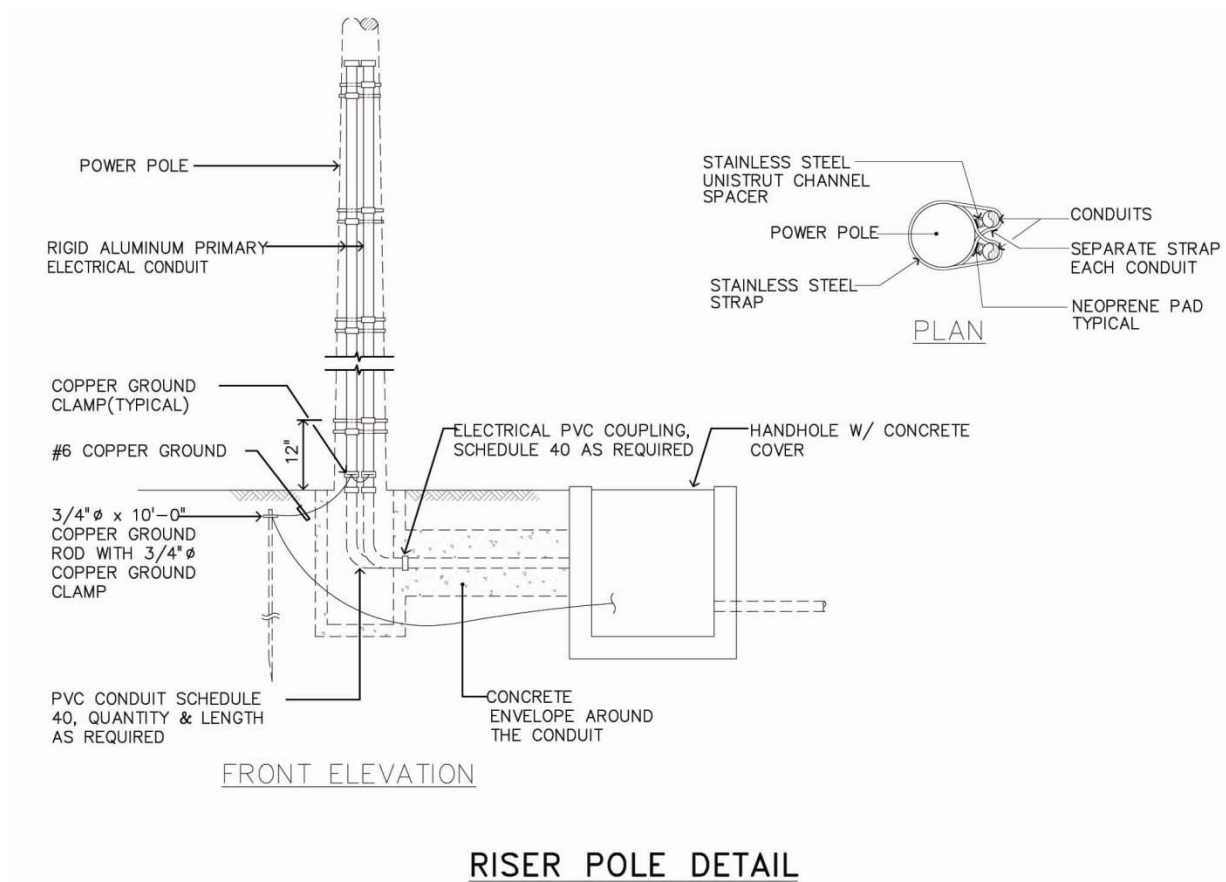 POWER POLE
RIGID ALUMINUM PRIMARY
ELECTRICAL CONDUIT
COPPER GROUND
CLAMP(TYPICAL)
12"
#6 COPPER GROUND
3/4"ø x 10'-0"
COPPER GROUND
ROD WITH 3/4"ø
COPPER GROUND
CLAMP
PVC CONDUIT SCHEDULE
40, QUANTITY & LENGTH
AS REQUIRED
ELECTRICAL PVC COUPLING,
SCHEDULE 40 AS REQUIRED
HANDHOLE W/ CONCRETE
COVER
CONCRETE
ENVELOPE AROUND
THE CONDUIT
FRONT ELEVATION
STAINLESS STEEL
UNISTRUT CHANNEL
SPACER
POWER POLE
STAINLESS STEEL
STRAP
CONDUITS
SEPARATE STRAP
EACH CONDUIT
NEOPRENE PAD
TYPICAL
PLAN
RISER POLE DETAIL